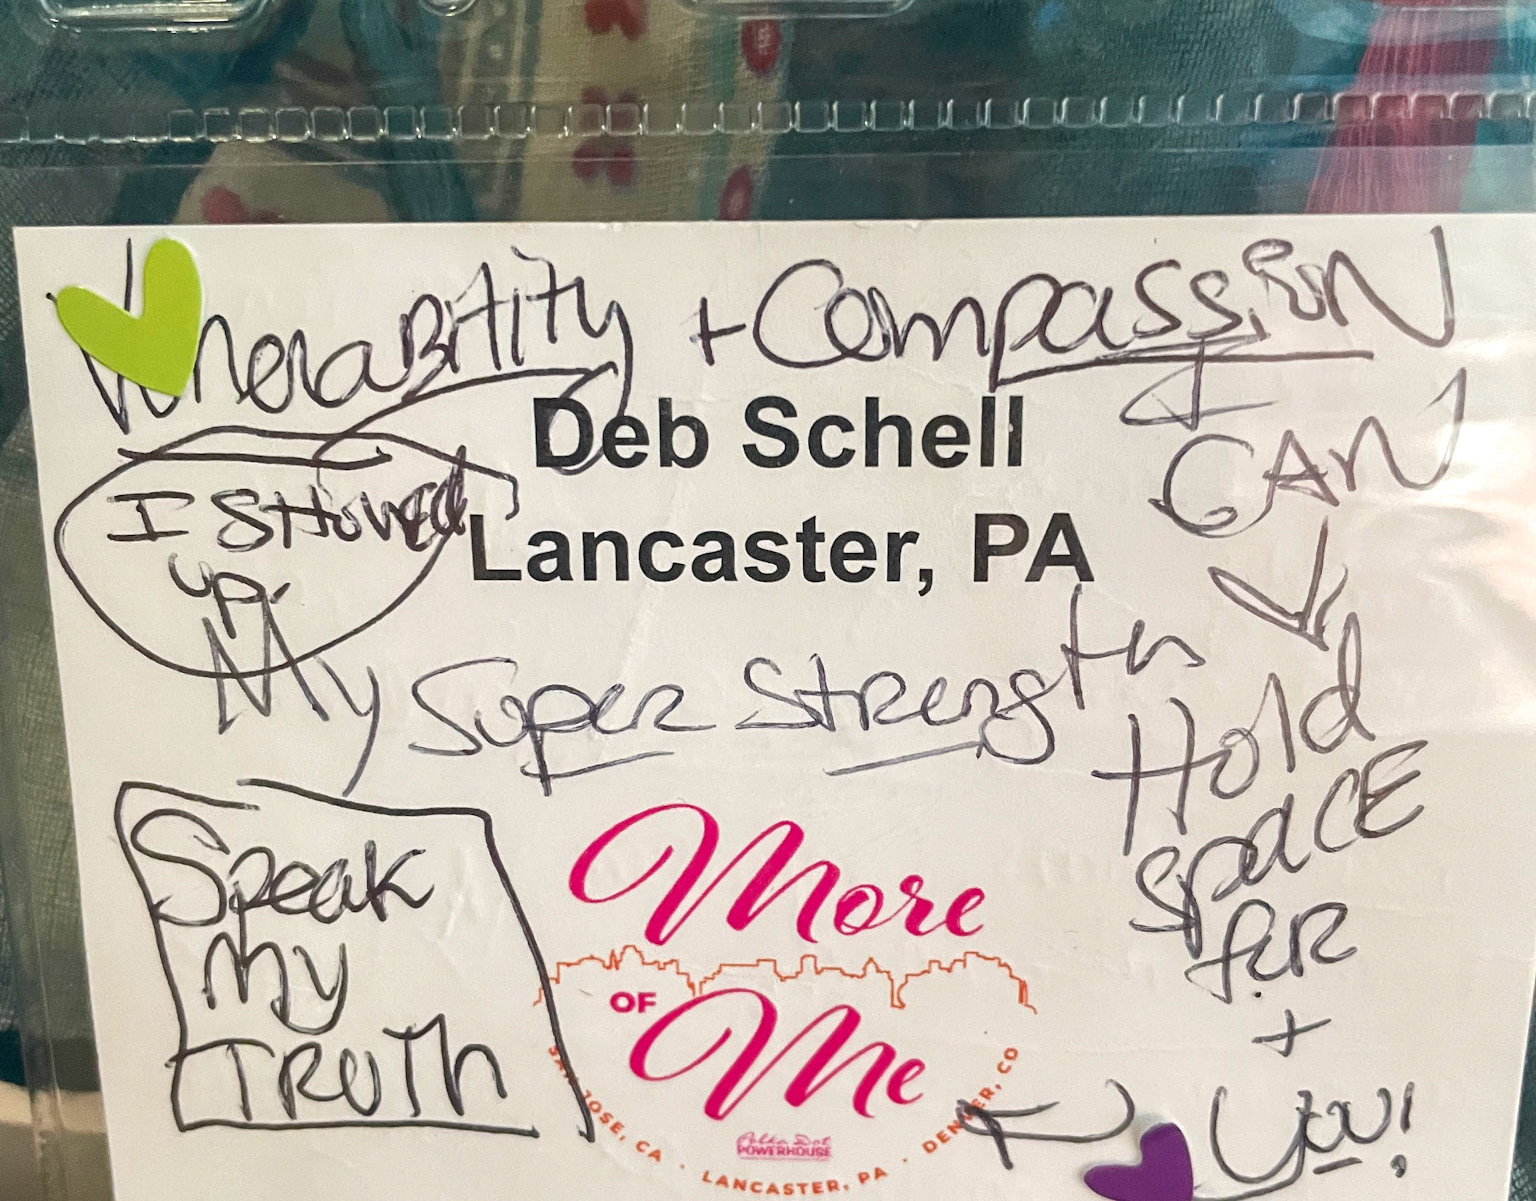 Vulnerability + Compassion
Deb Schell
Lancaster, PA
I SHOWED
up.
My Super Strength
I
CAN
Hold
SpACE
for
+
You!
Speak
my
TRUTh
More
OF
Me
SAN JOSE, CA · LANCASTER, PA · DENVER, CO
Polka Dot
POWERHOUSE